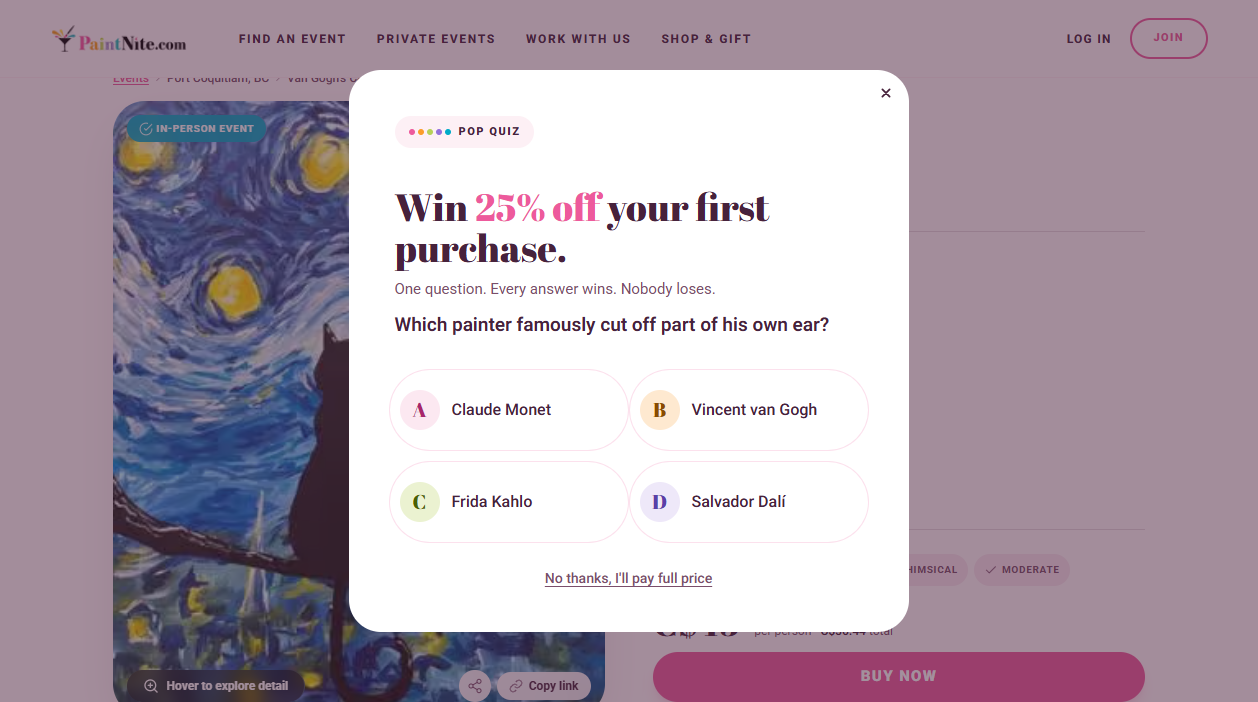 PaintNite.com
FIND AN EVENT
PRIVATE EVENTS
WORK WITH US
SHOP & GIFT
LOG IN
JOIN
Events › Port Coquitlam, BC › Van Gogh's
IN-PERSON EVENT
POP QUIZ
Win 25% off your first
purchase.
One question. Every answer wins. Nobody loses.
Which painter famously cut off part of his own ear?
A Claude Monet
B Vincent van Gogh
C Frida Kahlo
D Salvador Dalí
No thanks, I'll pay full price
MODERATE
per person
total
BUY NOW
Hover to explore detail
Copy link